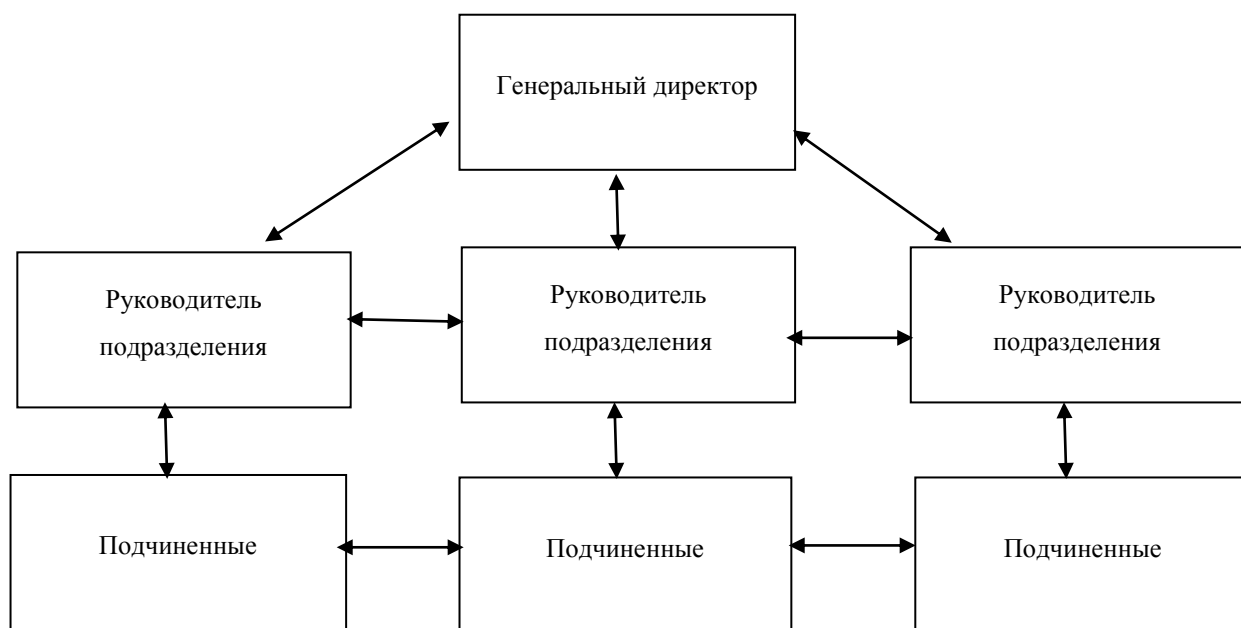 Генеральный директор
Руководитель
подразделения
Руководитель
подразделения
Руководитель
подразделения
Подчиненные
Подчиненные
Подчиненные